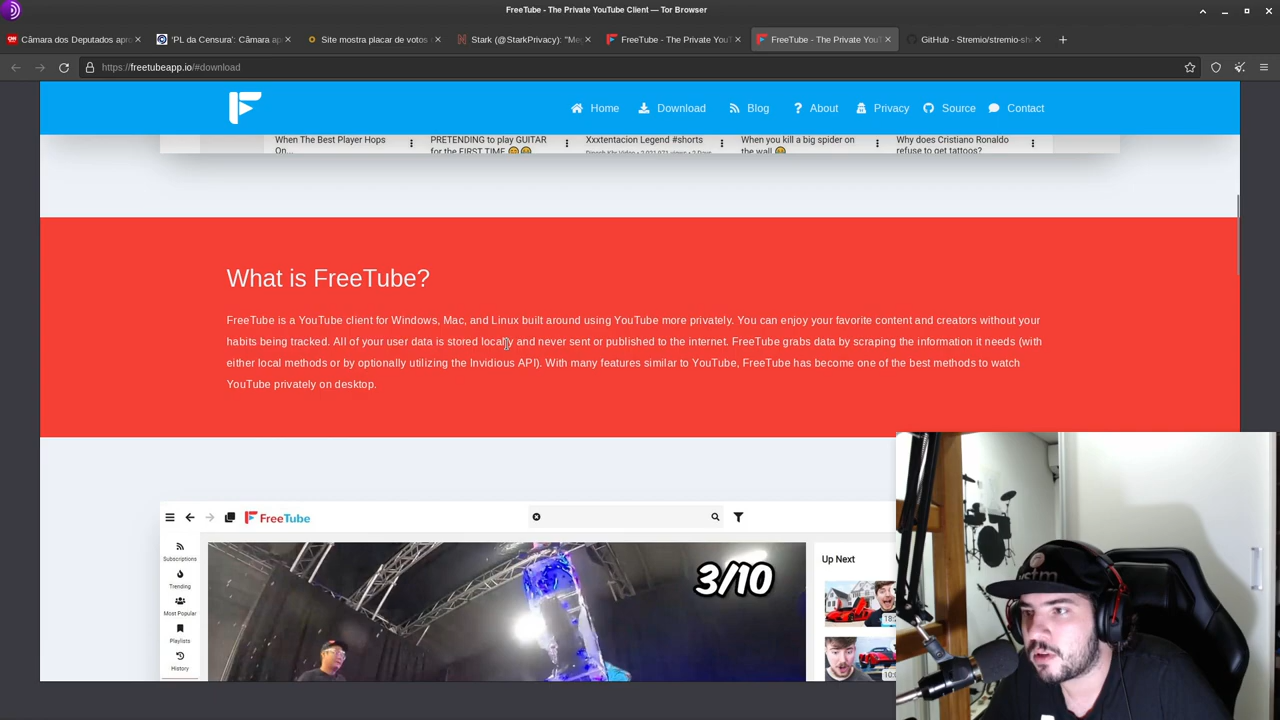 FreeTube - The Private YouTube Client — Tor Browser
Câmara dos Deputados apro
'PL da Censura': Câmara ap
Site mostra placar de votos
Stark (@StarkPrivacy): "Me
FreeTube - The Private YouT
FreeTube - The Private YouT
GitHub - Stremio/stremio-sh
https://freetubeapp.io/#download
Home
Download
Blog
About
Privacy
Source
Contact
When The Best Player Hops On...
PRETENDING to play GUITAR for the FIRST TIME
Xxxtentacion Legend #shorts
When you kill a big spider on the wall
Why does Cristiano Ronaldo refuse to get tattoos?
What is FreeTube?
FreeTube is a YouTube client for Windows, Mac, and Linux built around using YouTube more privately. You can enjoy your favorite content and creators without your
habits being tracked. All of your user data is stored locally and never sent or published to the internet. FreeTube grabs data by scraping the information it needs (with
either local methods or by optionally utilizing the Invidious API). With many features similar to YouTube, FreeTube has become one of the best methods to watch
YouTube privately on desktop.
FreeTube
Subscriptions
Trending
Most Popular
Playlists
History
3/10
Up Next